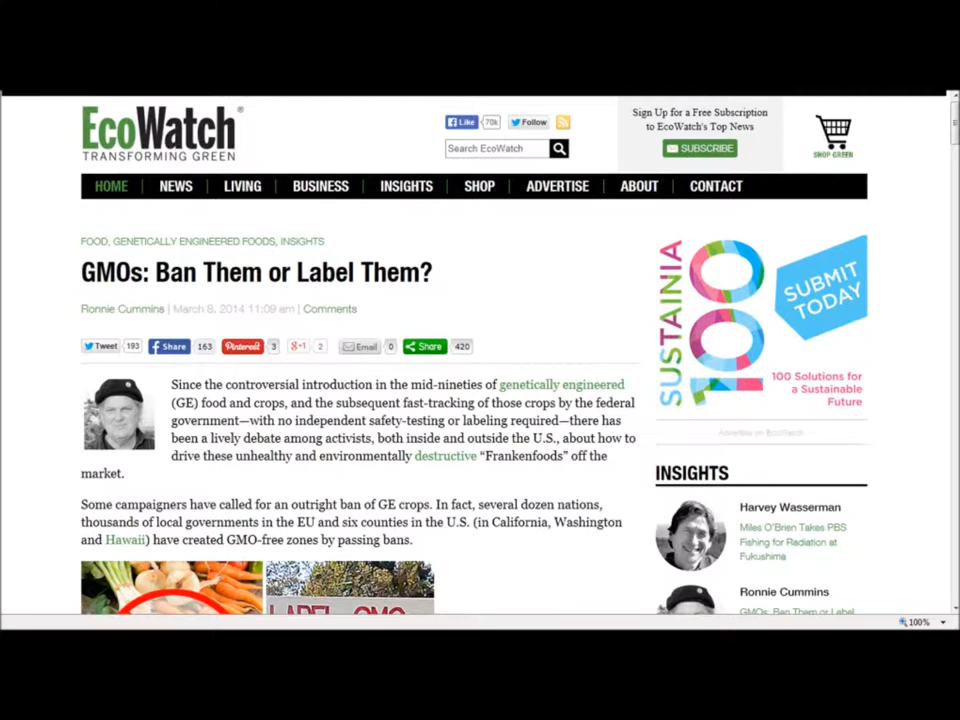 EcoWatch®
TRANSFORMING GREEN
Like 70k Follow
Search EcoWatch
Sign Up for a Free Subscription
to EcoWatch's Top News
SUBSCRIBE
SHOP GREEN
HOME NEWS LIVING BUSINESS INSIGHTS SHOP ADVERTISE ABOUT CONTACT
FOOD, GENETICALLY ENGINEERED FOODS, INSIGHTS
GMOs: Ban Them or Label Them?
Ronnie Cummins | March 8, 2014 11:09 am | Comments
Tweet 193 Share 163 Pinterest 3 +1 2 Email 0 Share 420
Since the controversial introduction in the mid-nineties of genetically engineered
(GE) food and crops, and the subsequent fast-tracking of those crops by the federal
government—with no independent safety-testing or labeling required—there has
been a lively debate among activists, both inside and outside the U.S., about how to
drive these unhealthy and environmentally destructive “Frankenfoods” off the
market.
Some campaigners have called for an outright ban of GE crops. In fact, several dozen nations,
thousands of local governments in the EU and six counties in the U.S. (in California, Washington
and Hawaii) have created GMO-free zones by passing bans.
LABEL GMO
SUSTAINIA
100
SUBMIT
TODAY
100 Solutions for
a Sustainable
Future
Advertise on EcoWatch
INSIGHTS
Harvey Wasserman
Miles O'Brien Takes PBS
Fishing for Radiation at
Fukushima
Ronnie Cummins
GMOs: Ban Them or Label
100%